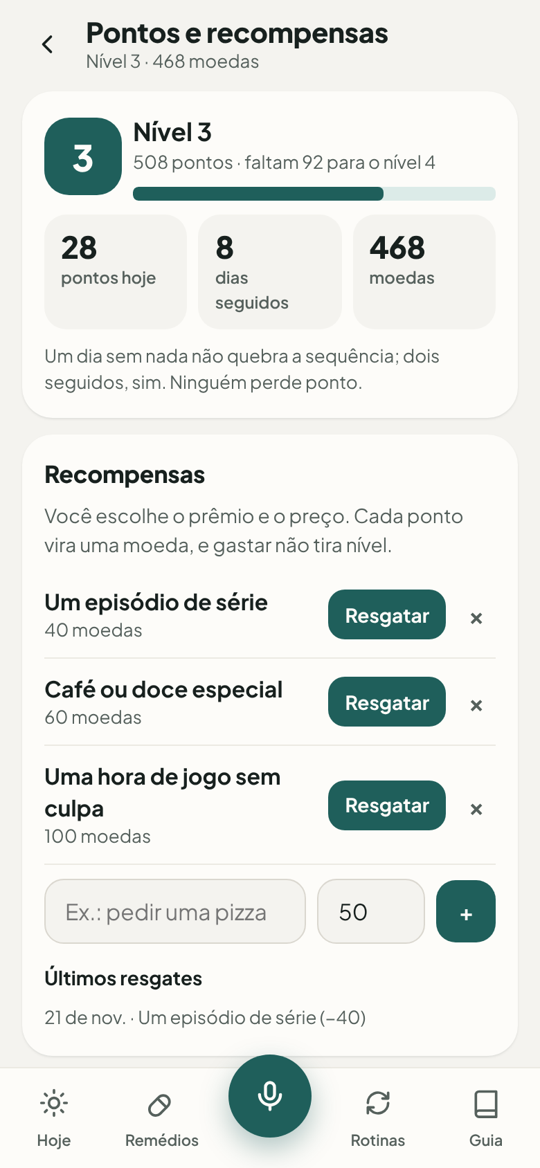 Pontos e recompensas
Nível 3 · 468 moedas
3
Nível 3
508 pontos · faltam 92 para o nível 4
28
pontos hoje
8
dias
seguidos
468
moedas
Um dia sem nada não quebra a sequência; dois
seguidos, sim. Ninguém perde ponto.
Recompensas
Você escolhe o prêmio e o preço. Cada ponto
vira uma moeda, e gastar não tira nível.
Um episódio de série
40 moedas
Resgatar
×
Café ou doce especial
60 moedas
Resgatar
×
Uma hora de jogo sem
culpa
100 moedas
Resgatar
×
Ex.: pedir uma pizza
50
+
Últimos resgates
21 de nov. · Um episódio de série (−40)
Hoje
Remédios
Rotinas
Guia